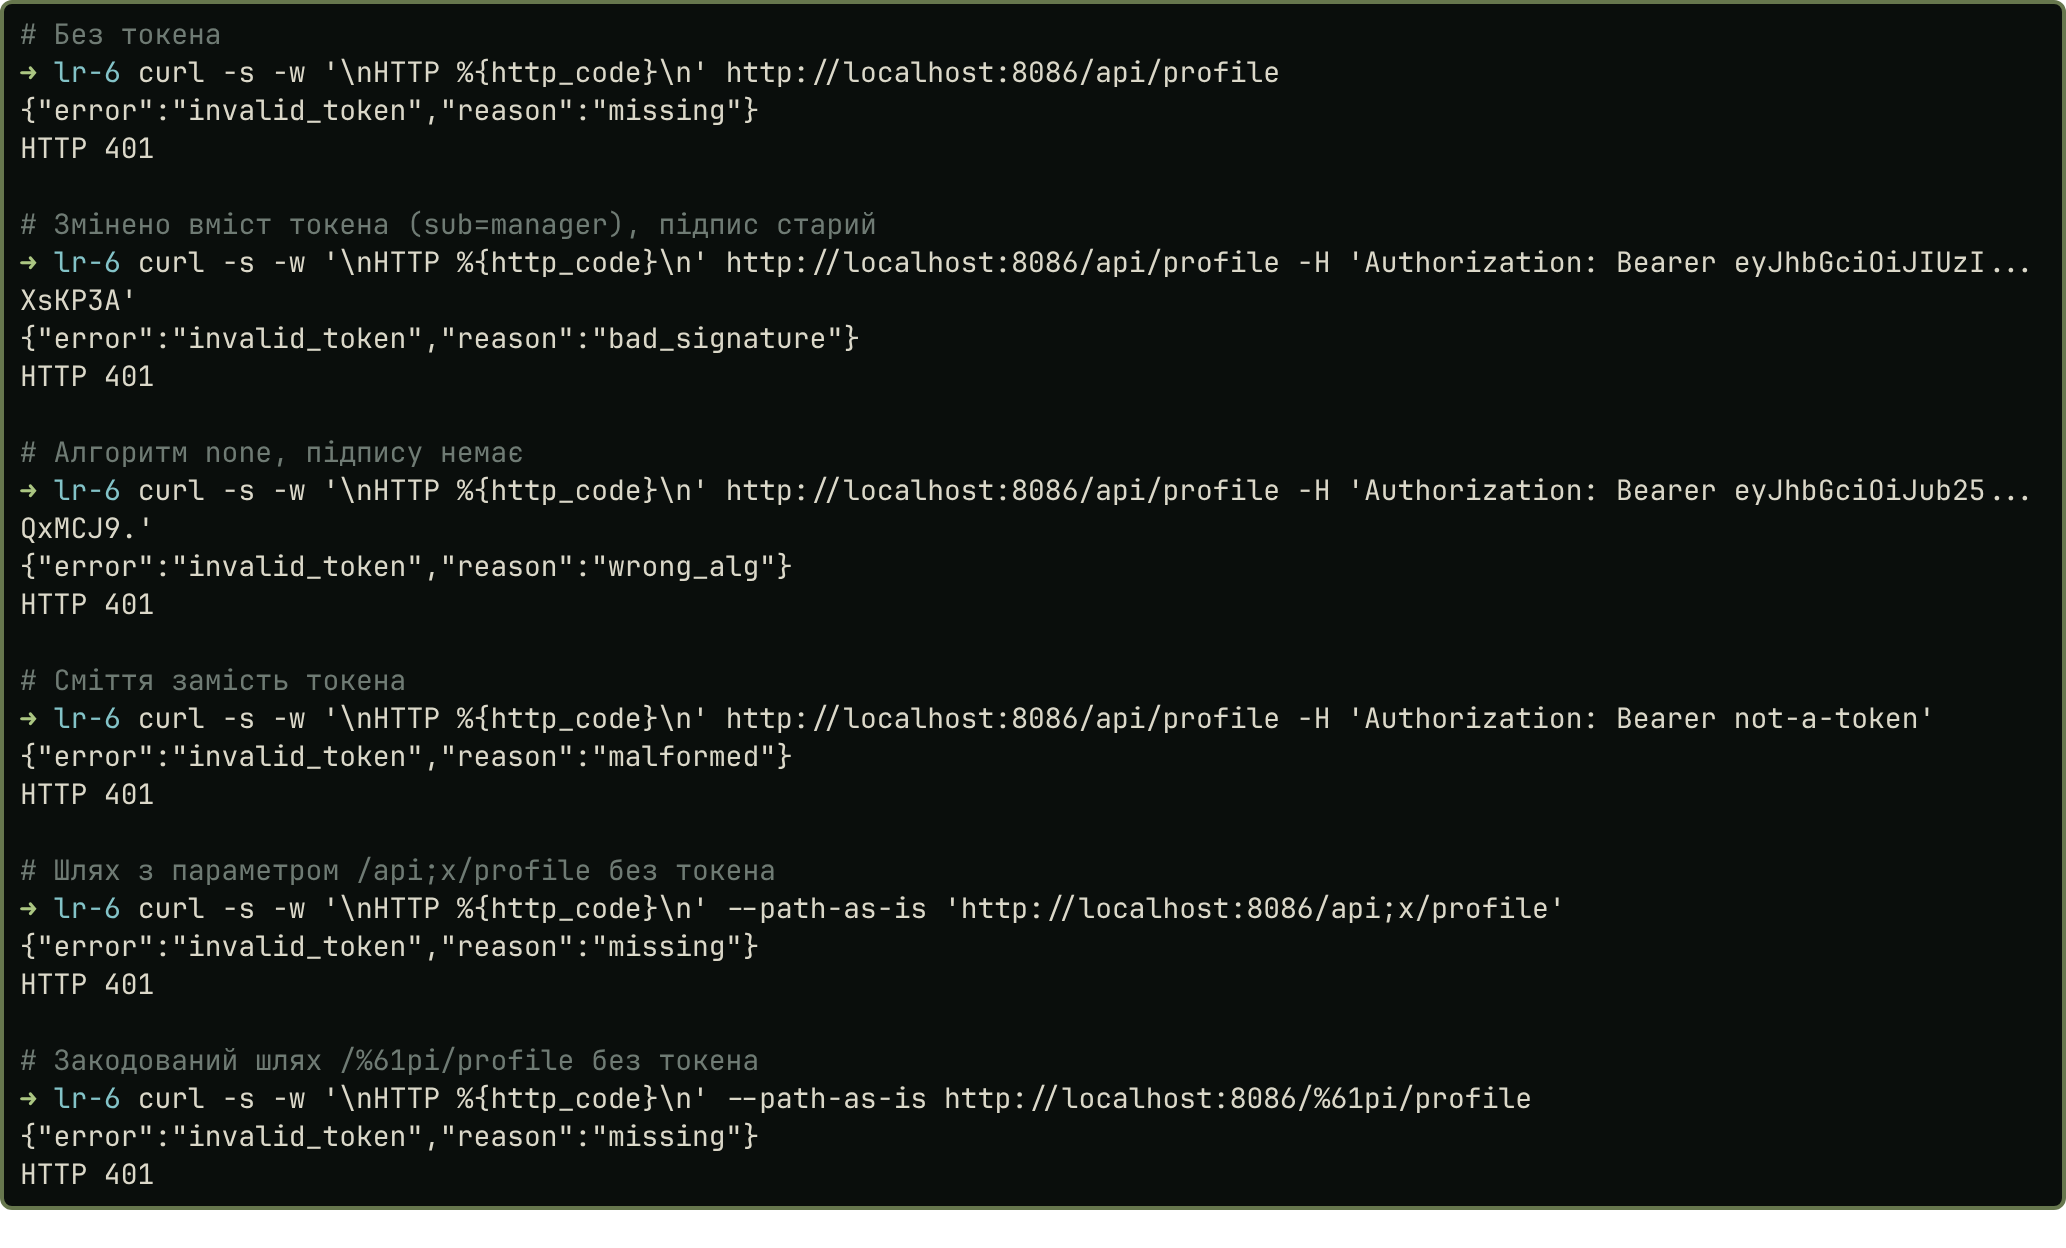 # Без токена
→ lr-6 curl -s -w '\nHTTP %{http_code}\n' http://localhost:8086/api/profile
{"error":"invalid_token","reason":"missing"}
HTTP 401
# Змінено вміст токена (sub=manager), підпис старий
→ lr-6 curl -s -w '\nHTTP %{http_code}\n' http://localhost:8086/api/profile -H 'Authorization: Bearer eyJhbGciOiJIUzI...
XsKP3A'
{"error":"invalid_token","reason":"bad_signature"}
HTTP 401
# Алгоритм none, підпису немає
→ lr-6 curl -s -w '\nHTTP %{http_code}\n' http://localhost:8086/api/profile -H 'Authorization: Bearer eyJhbGciOiJub25...
QxMCJ9.'
{"error":"invalid_token","reason":"wrong_alg"}
HTTP 401
# Сміття замість токена
→ lr-6 curl -s -w '\nHTTP %{http_code}\n' http://localhost:8086/api/profile -H 'Authorization: Bearer not-a-token'
{"error":"invalid_token","reason":"malformed"}
HTTP 401
# Шлях з параметром /api;x/profile без токена
→ lr-6 curl -s -w '\nHTTP %{http_code}\n' --path-as-is 'http://localhost:8086/api;x/profile'
{"error":"invalid_token","reason":"missing"}
HTTP 401
# Закодований шлях /%61pi/profile без токена
→ lr-6 curl -s -w '\nHTTP %{http_code}\n' --path-as-is http://localhost:8086/%61pi/profile
{"error":"invalid_token","reason":"missing"}
HTTP 401